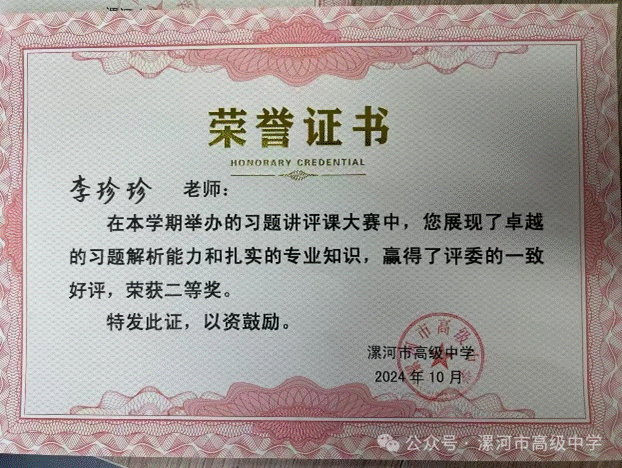 荣誉证书
HONORARY CREDENTIAL
李珍珍 老师：
在本学期举办的习题讲评课大赛中，您展现了卓越
的习题解析能力和扎实的专业知识，赢得了评委的一致
好评，荣获二等奖。
特发此证，以资鼓励。
漯河市高级中学
2024年10月
公众号·漯河市高级中学